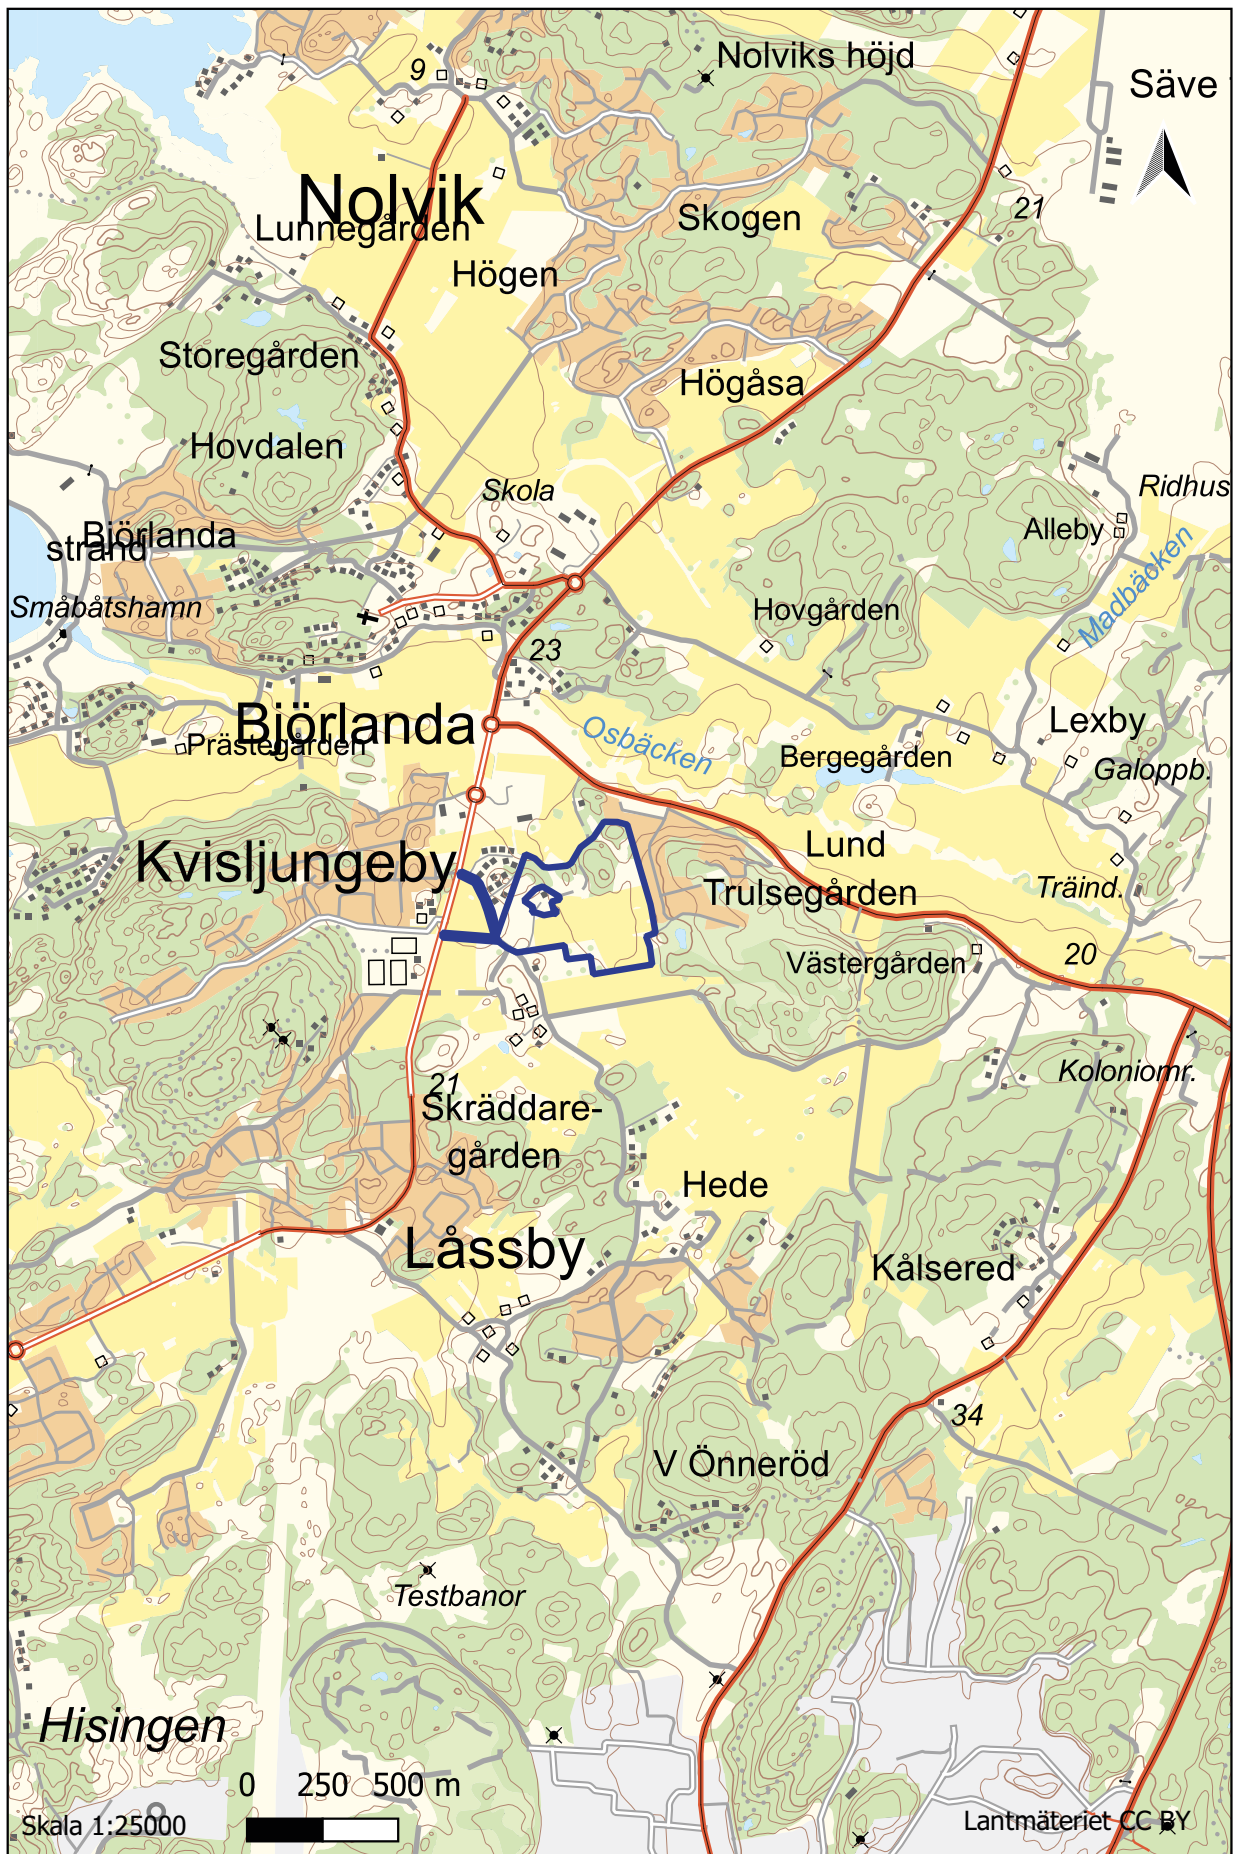 Nolviks höjd
9
Säve
Nolvik
Lunnegården
Skogen
21
Högen
Storegården
Högåsa
Hovdalen
Skola
Ridhus
Björlanda
strand
Alleby
Madbäcken
Småbåtshamn
Hovgården
23
Björlanda
Osbäcken
Lexby
Prästegården
Bergegården
Galoppb.
Kvisljungeby
Lund
Trulsegården
Träind.
Västergården
20
21
Koloniomr.
Skräddare-
gården
Hede
Låssby
Kålsered
34
V Önneröd
Testbanor
Hisingen
0 250 500 m
Skala 1:25000
Lantmäteriet CC BY